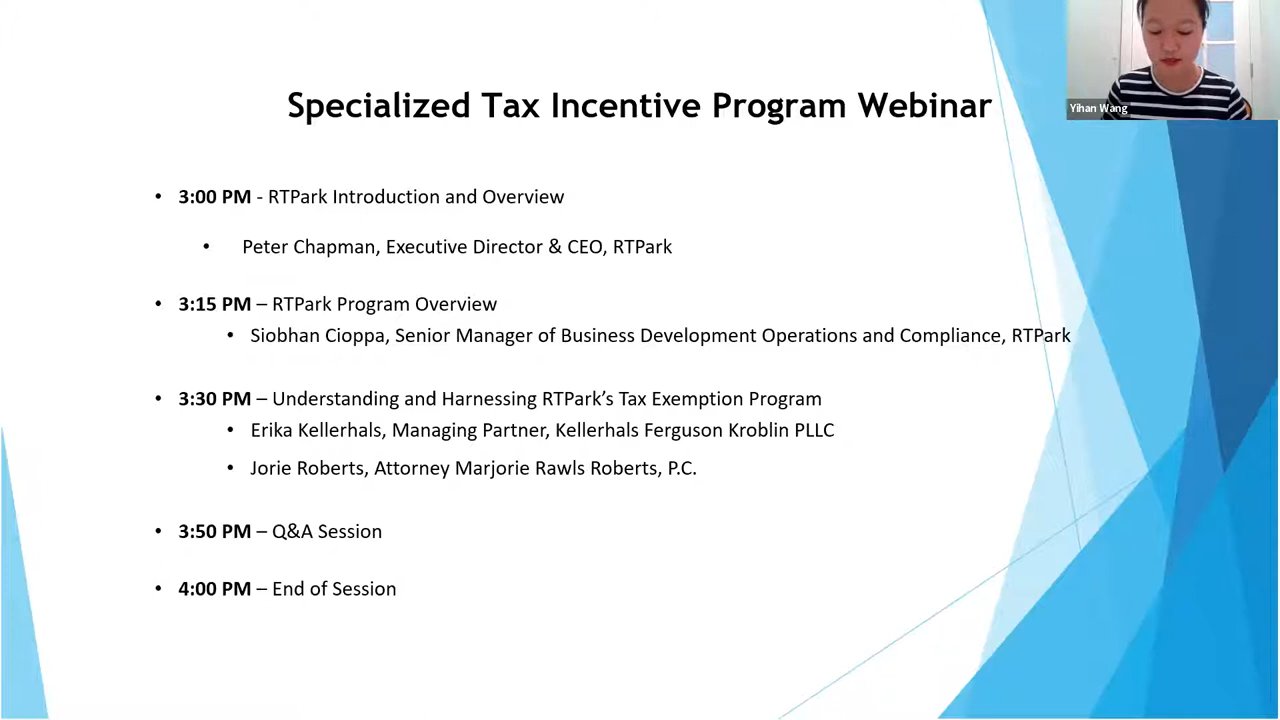 Specialized Tax Incentive Program Webinar
Yihan Wang
• 3:00 PM - RTPark Introduction and Overview
• Peter Chapman, Executive Director & CEO, RTPark
• 3:15 PM – RTPark Program Overview
• Siobhan Cioppa, Senior Manager of Business Development Operations and Compliance, RTPark
• 3:30 PM – Understanding and Harnessing RTPark’s Tax Exemption Program
• Erika Kellerhals, Managing Partner, Kellerhals Ferguson Kroblin PLLC
• Jorie Roberts, Attorney Marjorie Rawls Roberts, P.C.
• 3:50 PM – Q&A Session
• 4:00 PM – End of Session